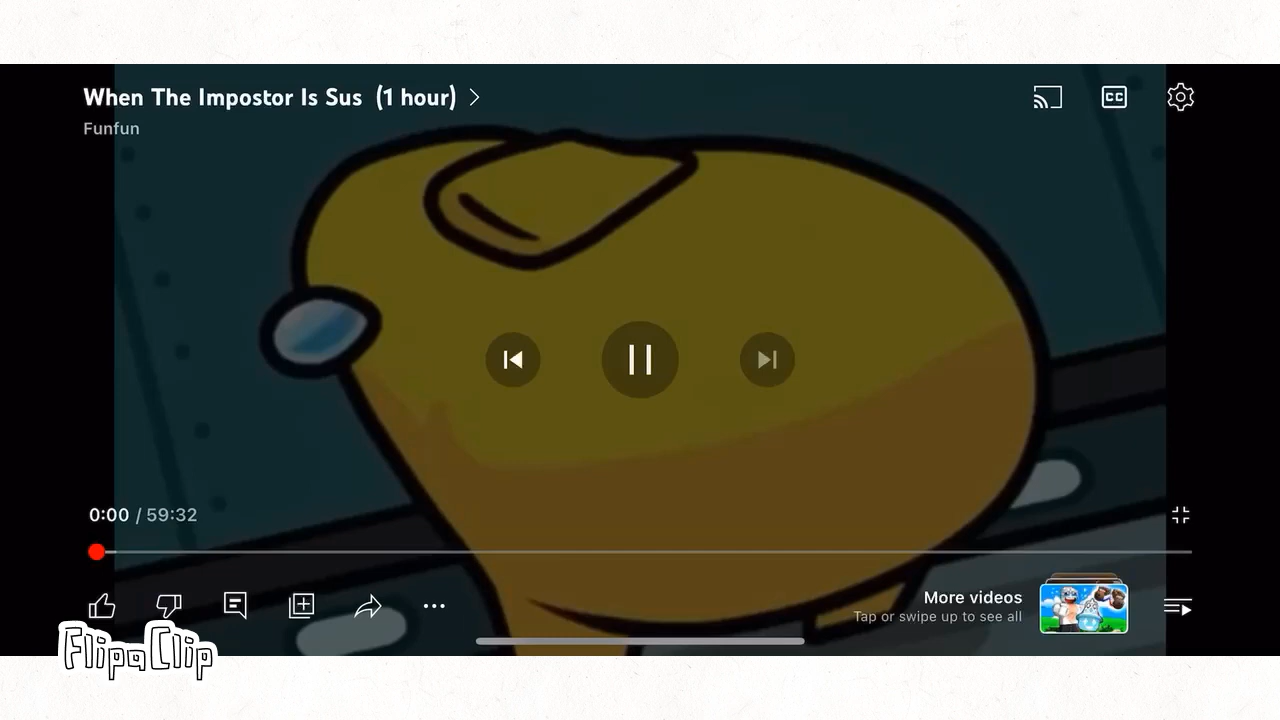 When The Impostor Is Sus (1 hour)
Funfun
CC
0:00 / 59:32
More videos
Tap or swipe up to see all
FlipaClip